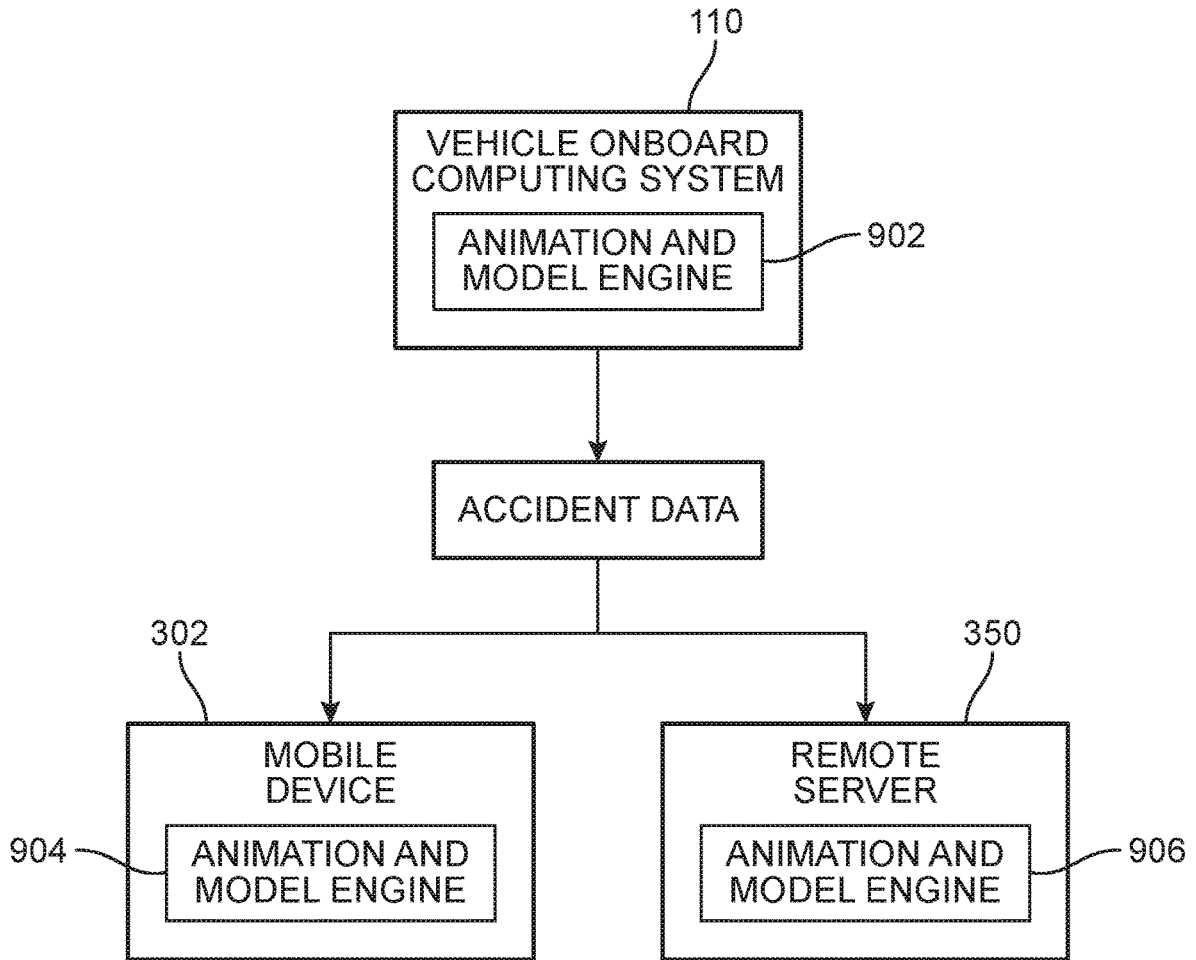 110
VEHICLE ONBOARD
COMPUTING SYSTEM
ANIMATION AND
MODEL ENGINE
902
ACCIDENT DATA
302
350
MOBILE
DEVICE
904
ANIMATION AND
MODEL ENGINE
REMOTE
SERVER
ANIMATION AND
MODEL ENGINE
906